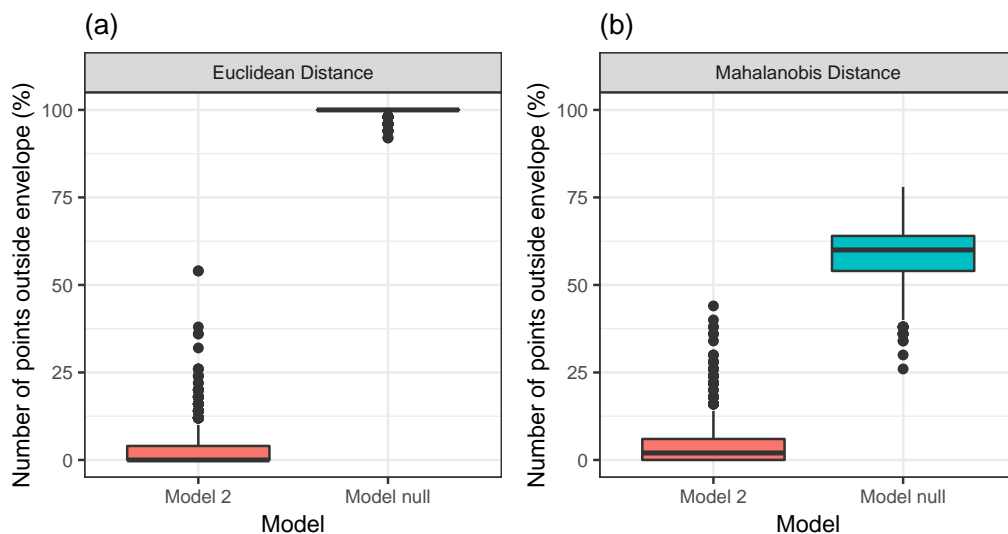 (a)
Euclidean Distance
Number of points outside envelope (%)
100
75
50
25
0
Model 2
Model null
Model
(b)
Mahalanobis Distance
Number of points outside envelope (%)
100
75
50
25
0
Model 2
Model null
Model